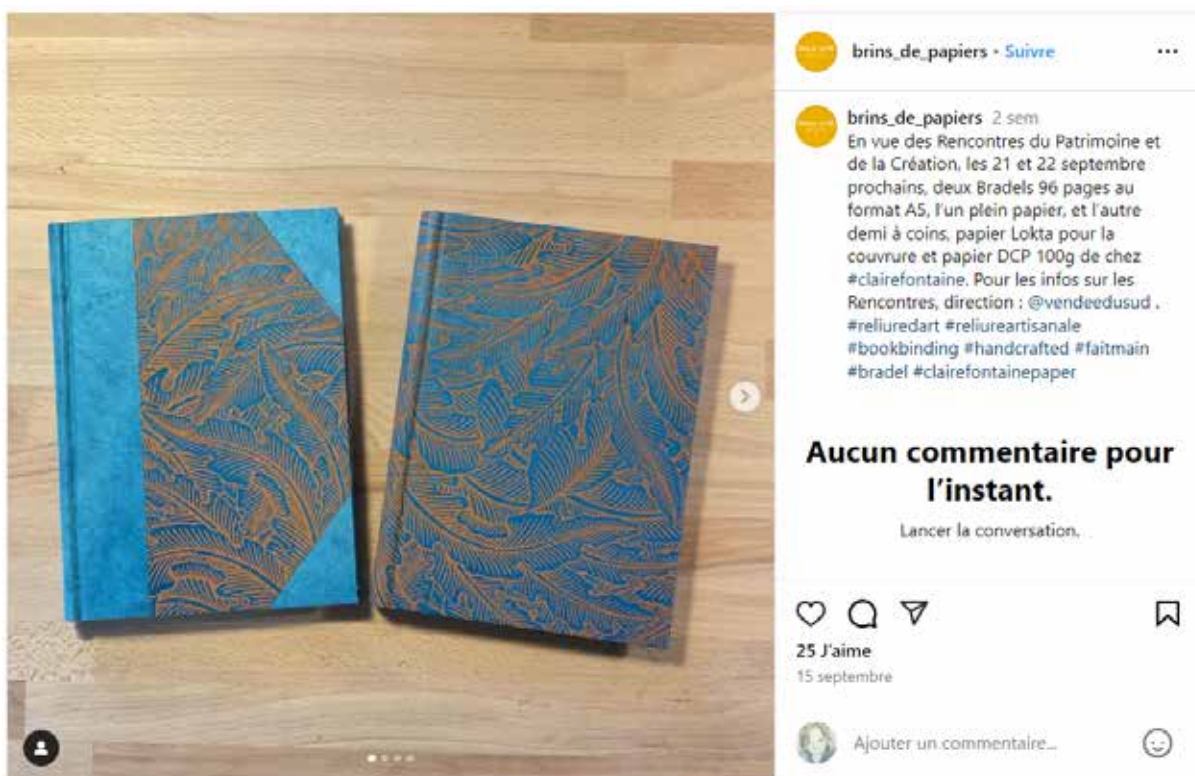 brins_de_papiers • Suivre
brins_de_papiers 2 sem
En vue des Rencontres du Patrimoine et
de la Création, les 21 et 22 septembre
prochains, deux Bradels 96 pages au
format A5, l'un plein papier, et l'autre
demi à coins, papier Lokta pour la
couvrure et papier DCP 100g de chez
#clairefontaine. Pour les infos sur les
Rencontres, direction : @vendeedusud .
#reliuredart #reliureartisanale
#bookbinding #handcrafted #faitmain
#bradel #clairefontainepaper
Aucun commentaire pour
l'instant.
Lancer la conversation.
25 J'aime
15 septembre
Ajouter un commentaire...